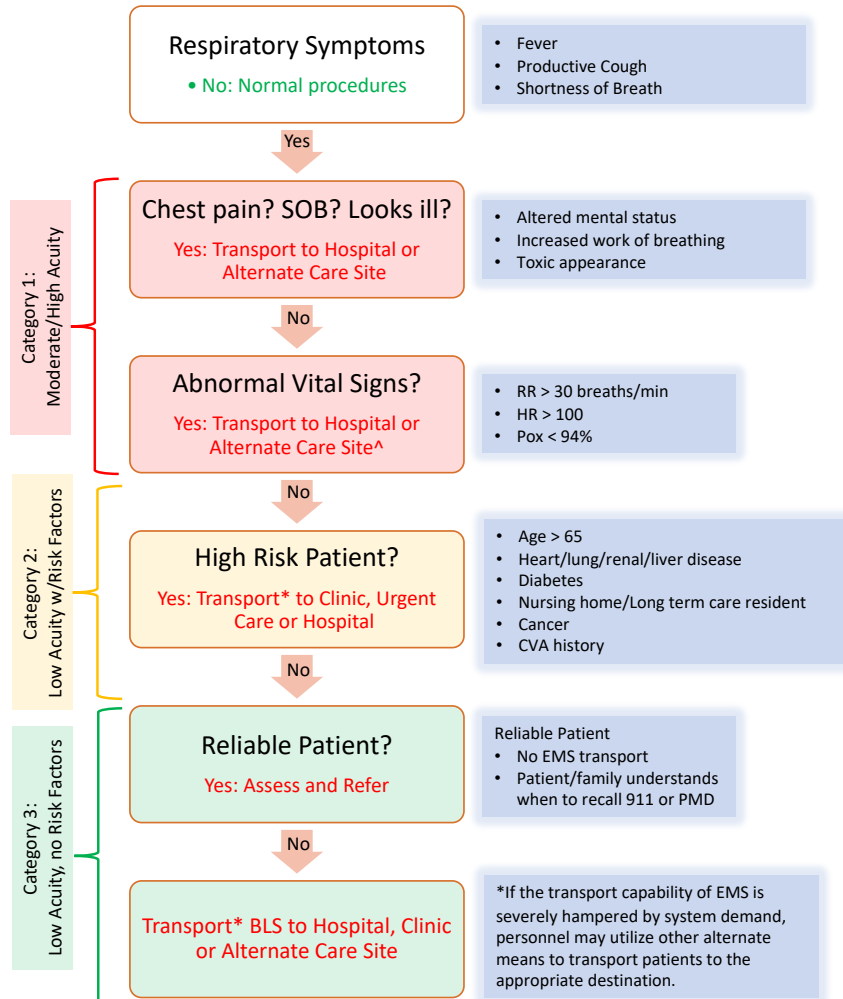 Respiratory Symptoms
• No: Normal procedures
• Fever
• Productive Cough
• Shortness of Breath
Yes
Category 1:
Moderate/High Acuity
Chest pain? SOB? Looks ill?
Yes: Transport to Hospital or
Alternate Care Site
• Altered mental status
• Increased work of breathing
• Toxic appearance
No
Abnormal Vital Signs?
Yes: Transport to Hospital or
Alternate Care Site^
• RR > 30 breaths/min
• HR > 100
• Pox < 94%
No
Category 2:
Low Acuity w/Risk Factors
High Risk Patient?
Yes: Transport* to Clinic, Urgent
Care or Hospital
• Age > 65
• Heart/lung/renal/liver disease
• Diabetes
• Nursing home/Long term care resident
• Cancer
• CVA history
No
Category 3:
Low Acuity, no Risk Factors
Reliable Patient?
Yes: Assess and Refer
Reliable Patient
• No EMS transport
• Patient/family understands
when to recall 911 or PMD
No
Transport* BLS to Hospital, Clinic
or Alternate Care Site
*If the transport capability of EMS is
severely hampered by system demand,
personnel may utilize other alternate
means to transport patients to the
appropriate destination.